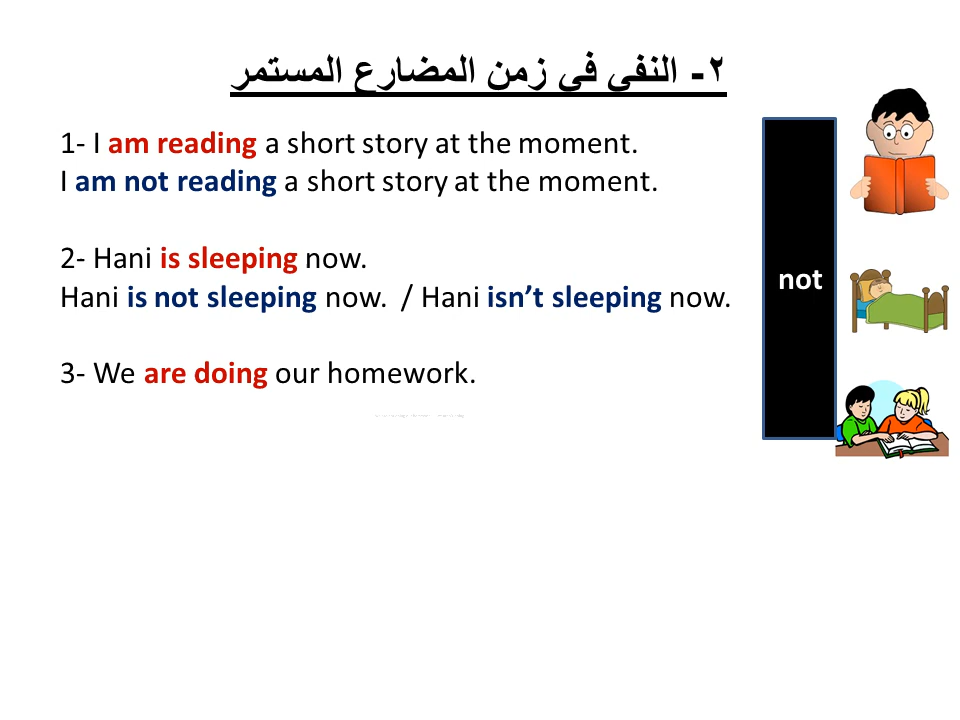 ٢- النفي في زمن المضارع المستمر
1- I am reading a short story at the moment.
I am not reading a short story at the moment.
2- Hani is sleeping now.
Hani is not sleeping now. / Hani isn’t sleeping now.
3- We are doing our homework.
not